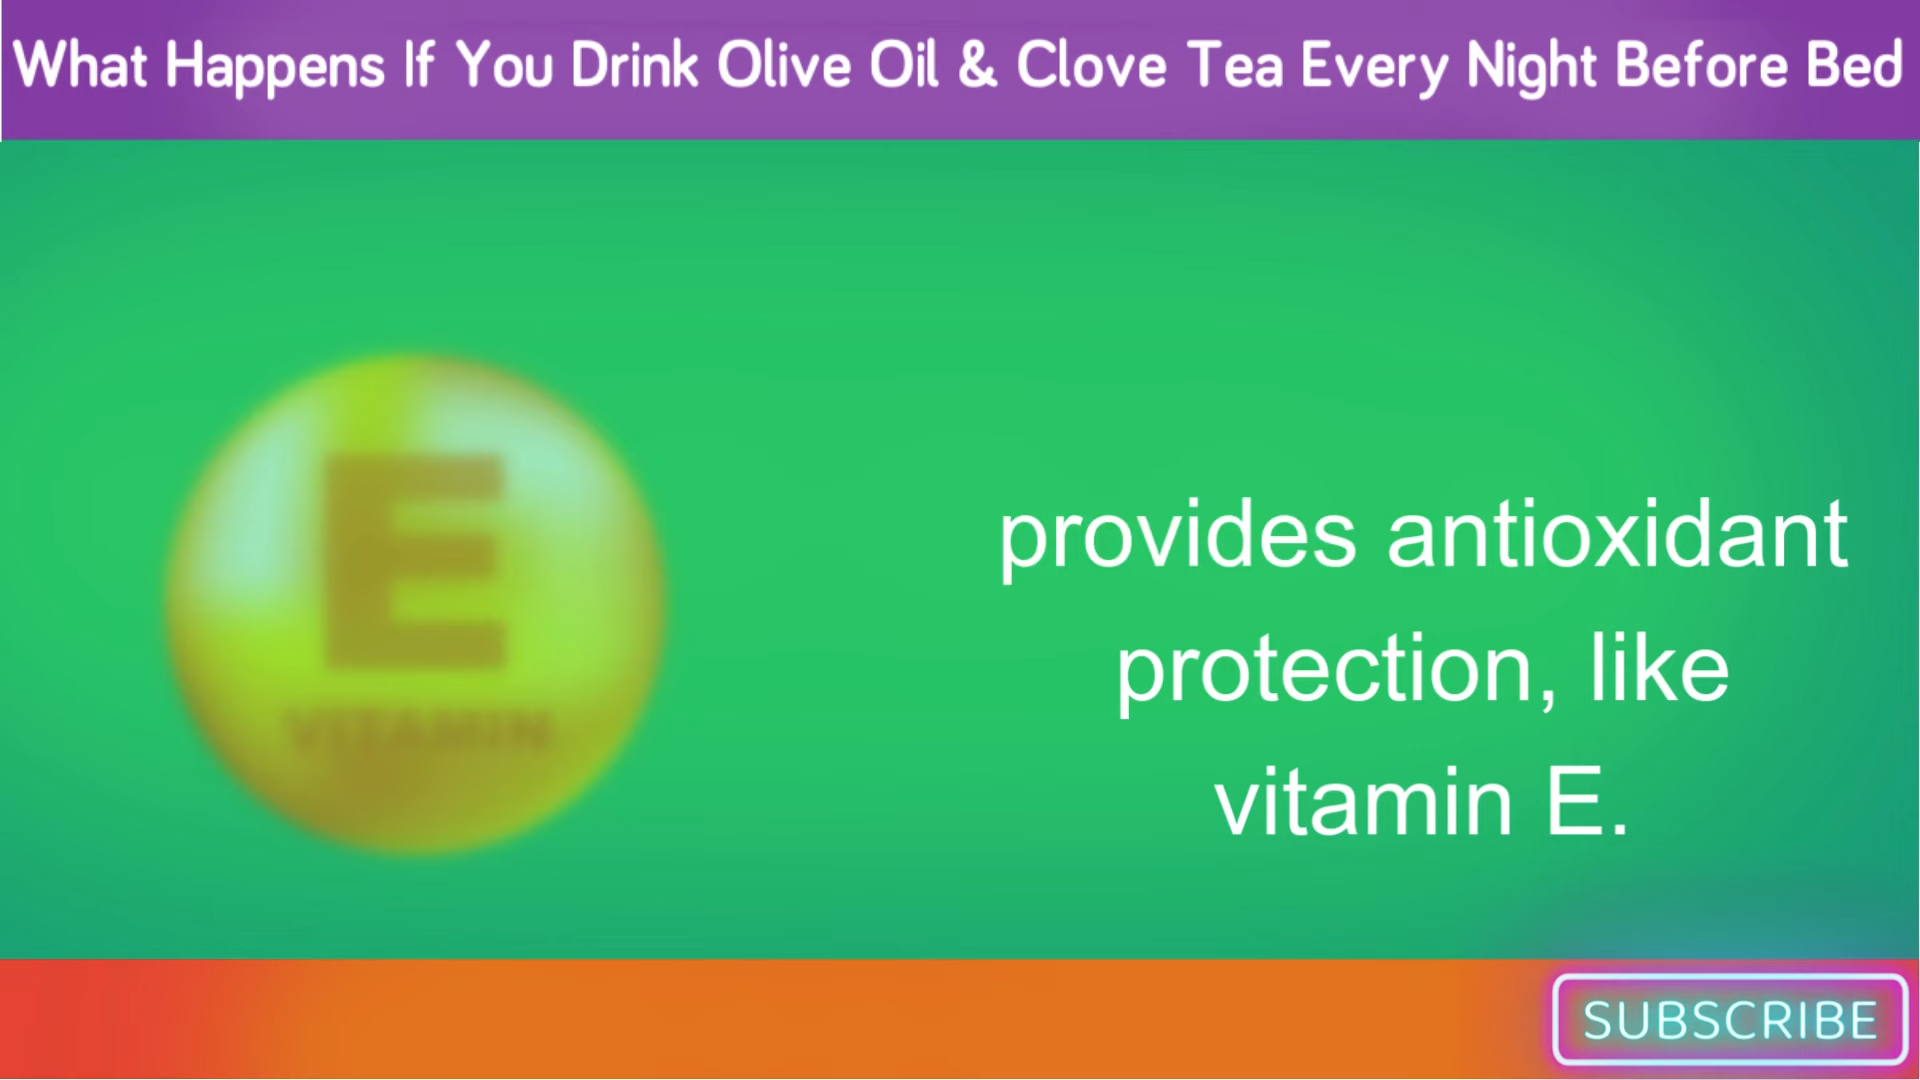 What Happens If You Drink Olive Oil & Clove Tea Every Night Before Bed
E
VITAMIN
provides antioxidant
protection, like
vitamin E.
SUBSCRIBE